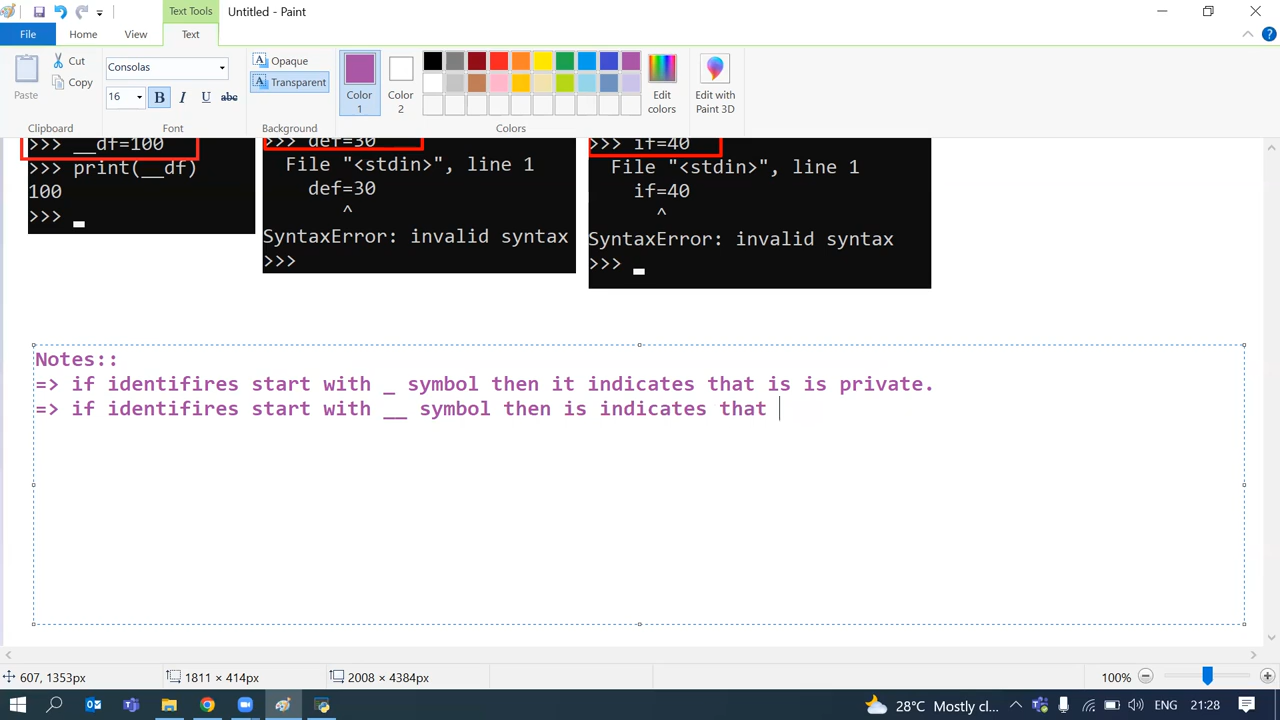 Untitled - Paint
Text Tools
File
Home
View
Text
Paste
Cut
Copy
Clipboard
Consolas
16
B
I
U
abc
Font
Opaque
Transparent
Background
Color 1
Color 2
Edit colors
Edit with Paint 3D
Colors
>>> __df=100
>>> print(__df)
100
>>>
>>> def=30
File "<stdin>", line 1
def=30
^
SyntaxError: invalid syntax
>>>
>>> if=40
File "<stdin>", line 1
if=40
^
SyntaxError: invalid syntax
>>>
Notes::
=> if identifires start with _ symbol then it indicates that is is private.
=> if identifires start with __ symbol then is indicates that
607, 1353px
1811 × 414px
2008 × 4384px
100%
28°C Mostly cl...
ENG
21:28